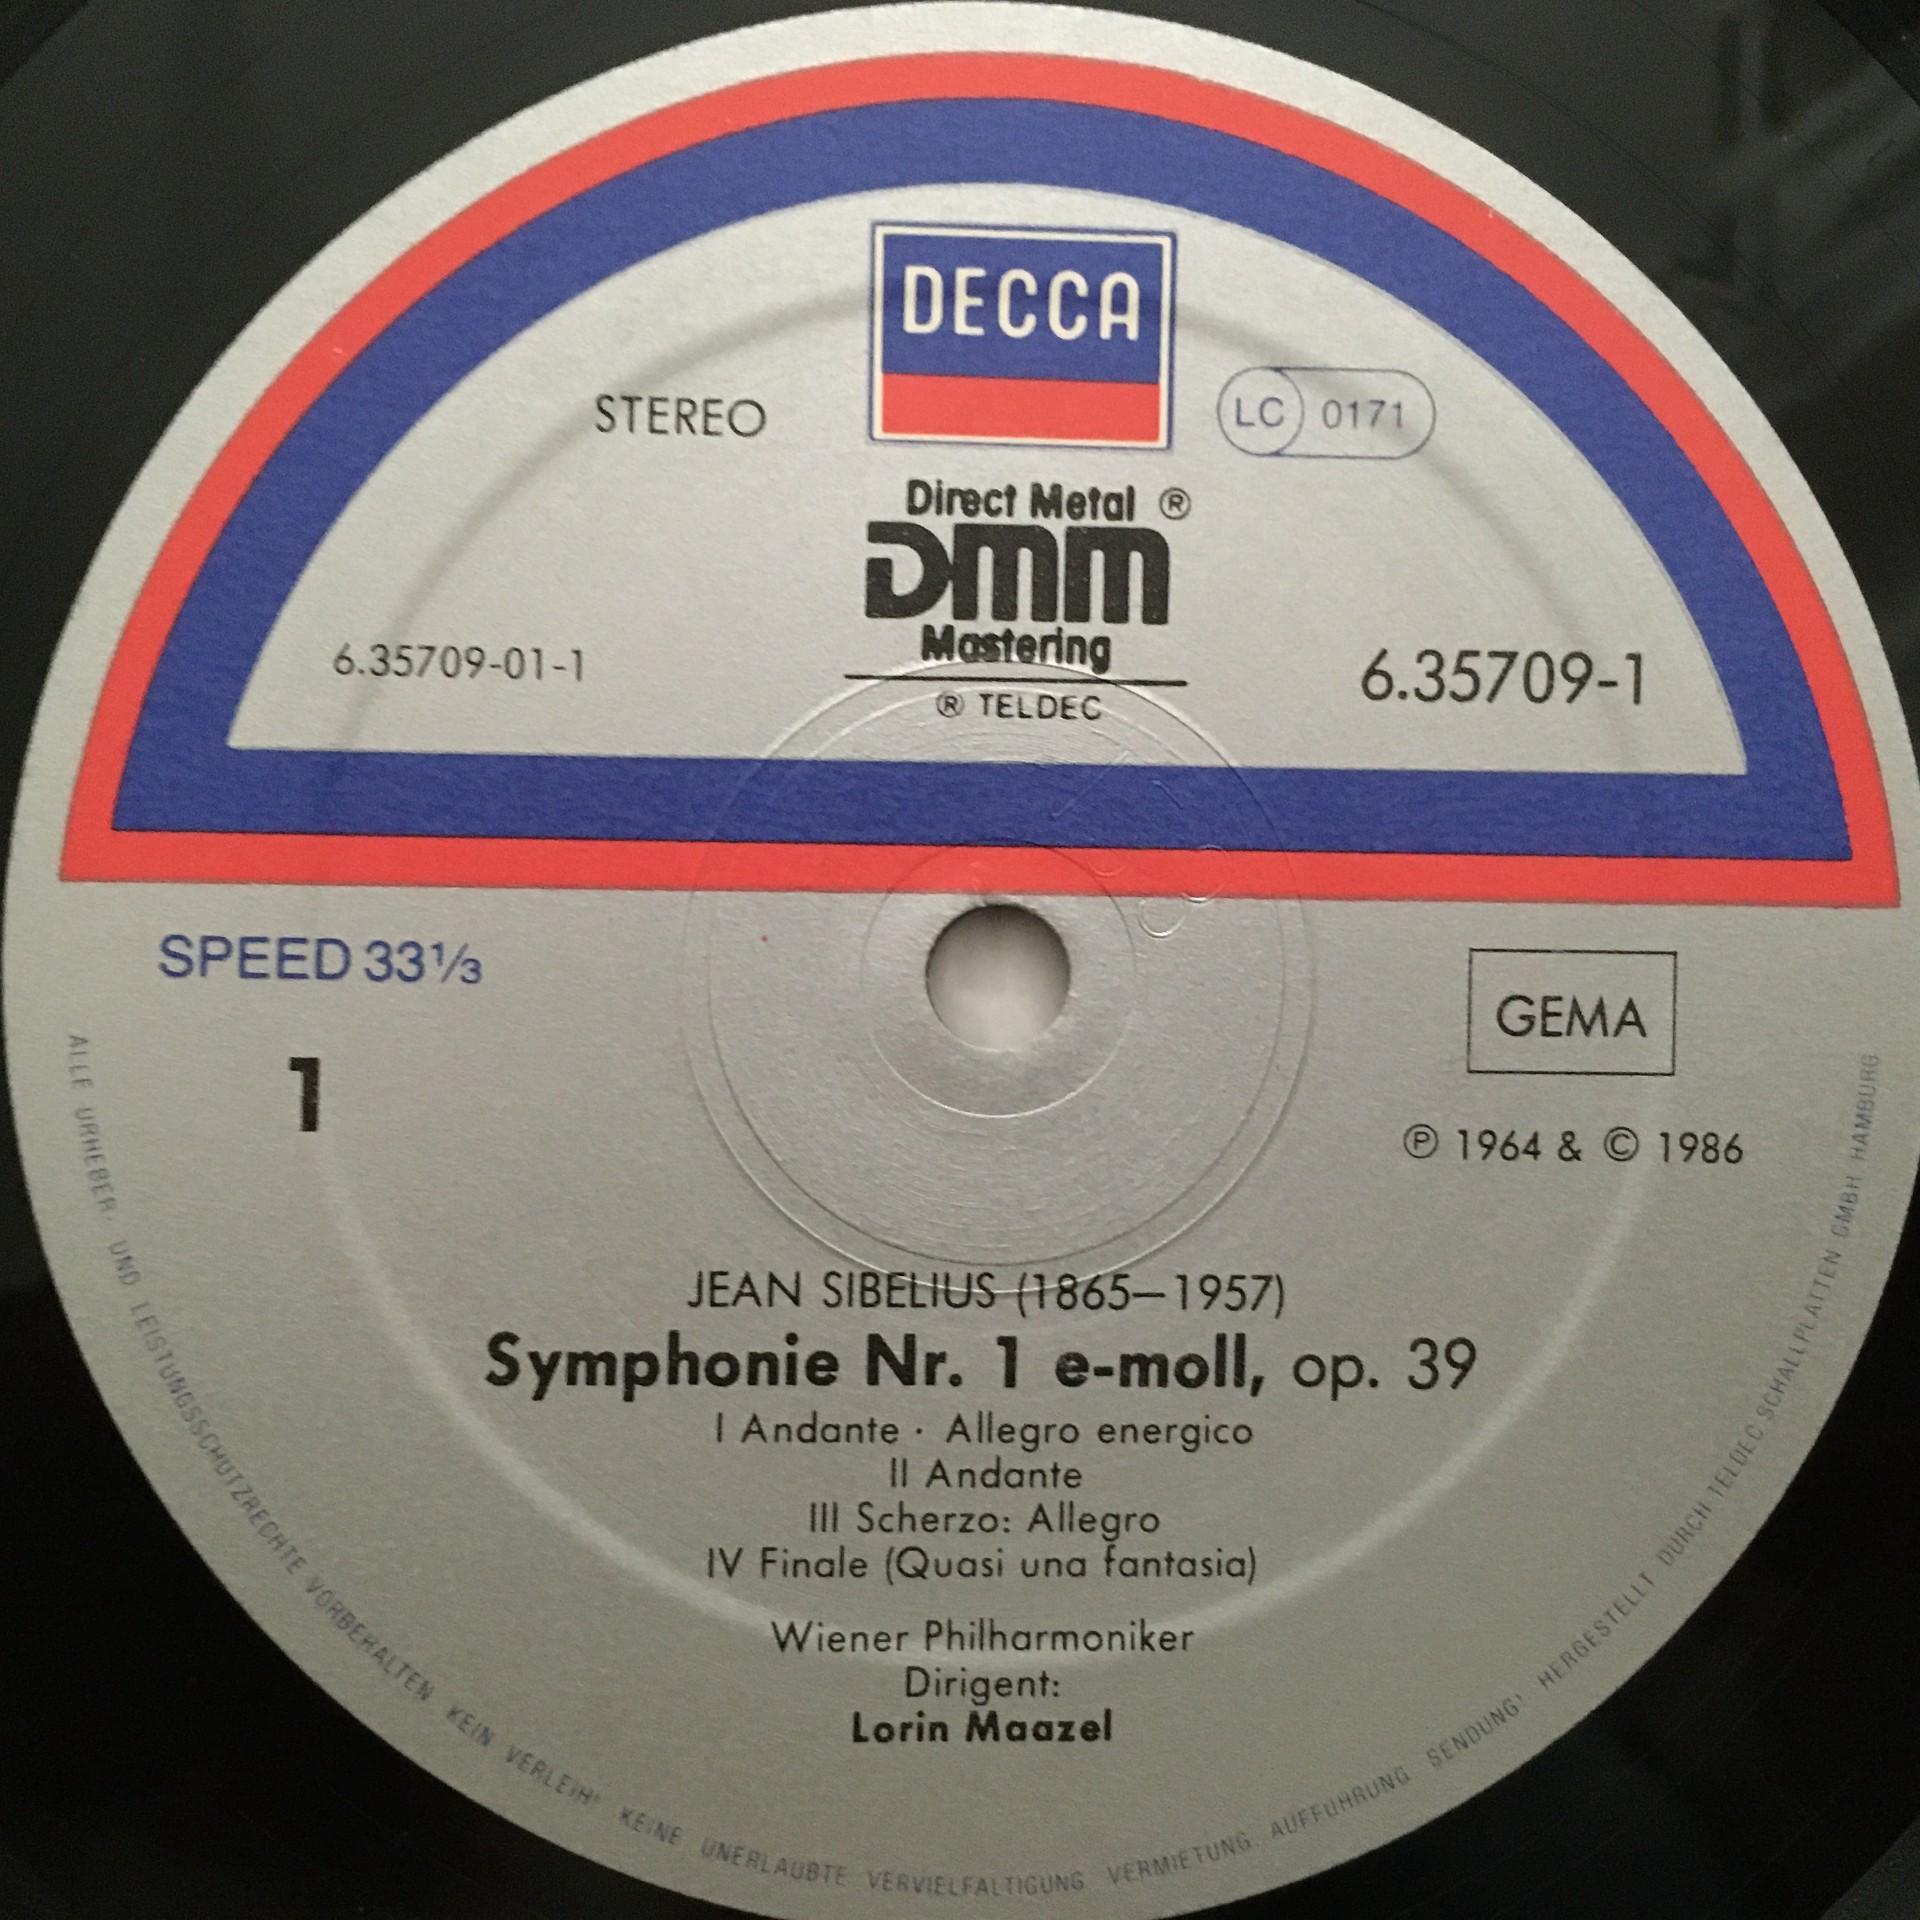 DECCA
STEREO
LC 0171
Direct Metal ®
DMM
Mastering
® TELDEC
6.35709-01-1
6.35709-1
SPEED 33⅓
GEMA
1
℗ 1964 & © 1986
JEAN SIBELIUS (1865–1957)
Symphonie Nr. 1 e-moll, op. 39
I Andante · Allegro energico
II Andante
III Scherzo: Allegro
IV Finale (Quasi una fantasia)
Wiener Philharmoniker
Dirigent:
Lorin Maazel
ALLE URHEBER- UND LEISTUNGSSCHUTZRECHTE VORBEHALTEN KEIN VERLEIH! KEINE UNERLAUBTE VERVIELFALTIGUNG VERMIETUNG. AUFFUHRUNG SENDUNG! HERGESTELLT DURCH TELDEC SCHALLPLATTEN GMBH HAMBURG